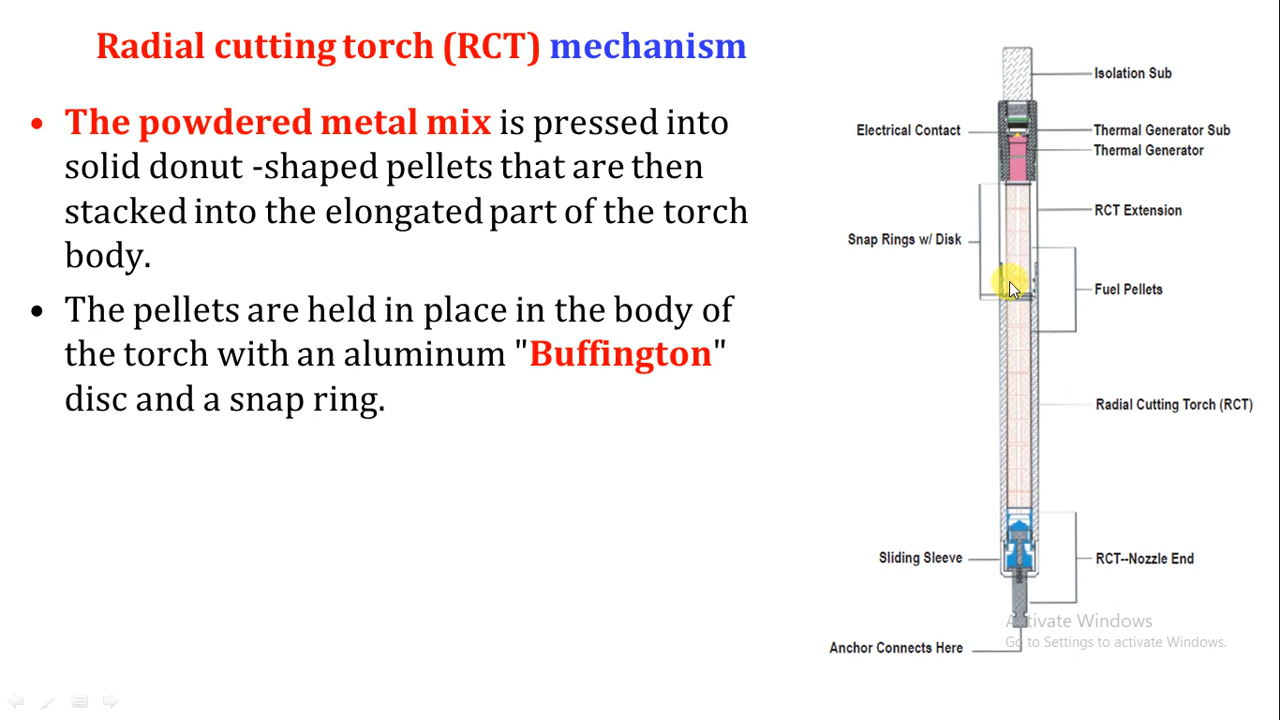 Radial cutting torch (RCT) mechanism
• The powdered metal mix is pressed into
solid donut -shaped pellets that are then
stacked into the elongated part of the torch
body.
• The pellets are held in place in the body of
the torch with an aluminum "Buffington"
disc and a snap ring.
Isolation Sub
Electrical Contact
Thermal Generator Sub
Thermal Generator
RCT Extension
Snap Rings w/ Disk
Fuel Pellets
Radial Cutting Torch (RCT)
Sliding Sleeve
RCT--Nozzle End
Anchor Connects Here
Activate Windows
Go to Settings to activate Windows.